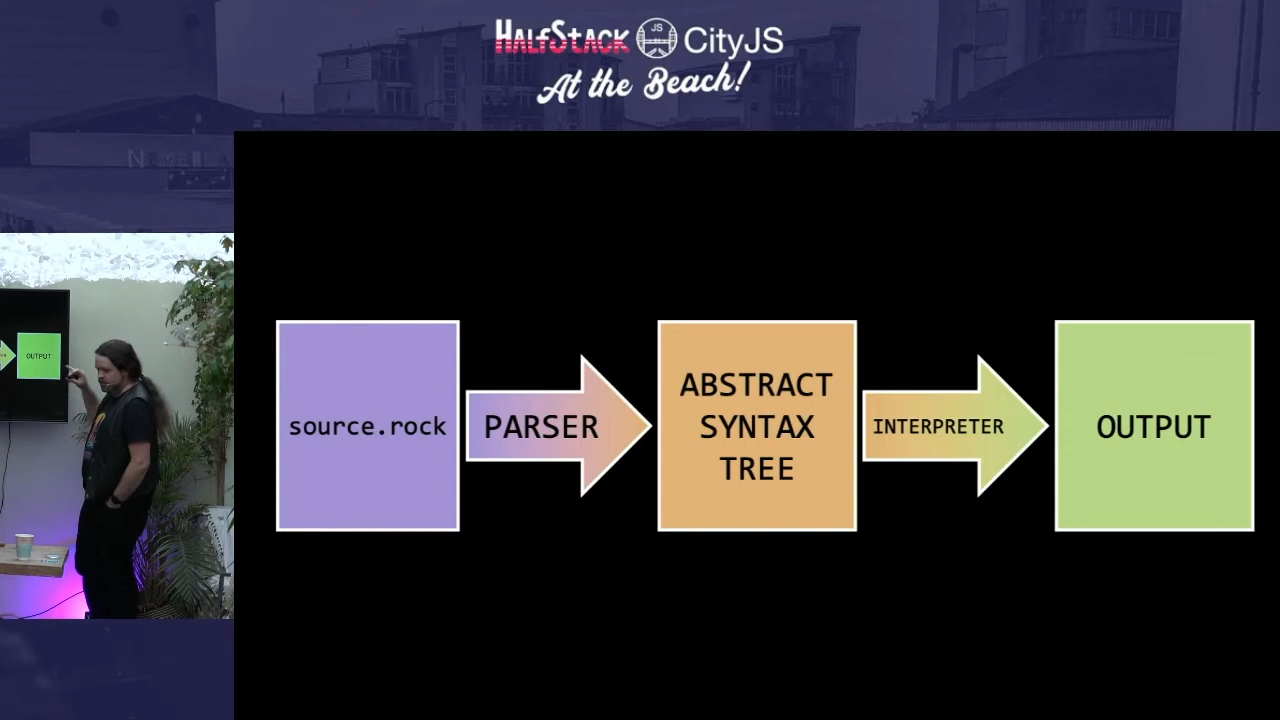 HALFSTACK JS CityJS
At the Beach!
source.rock
PARSER
ABSTRACT
SYNTAX
TREE
INTERPRETER
OUTPUT
OUTPUT